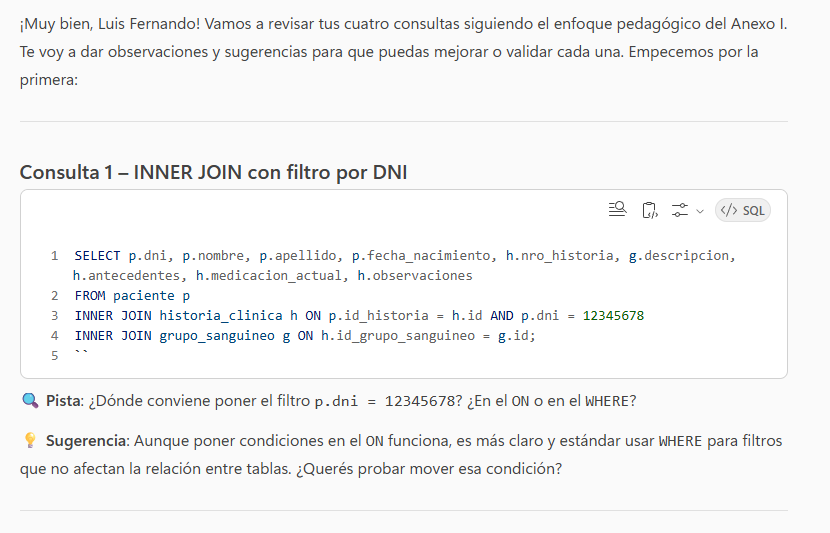 ¡Muy bien, Luis Fernando! Vamos a revisar tus cuatro consultas siguiendo el enfoque pedagógico del Anexo I.
Te voy a dar observaciones y sugerencias para que puedas mejorar o validar cada una. Empecemos por la
primera:
Consulta 1 – INNER JOIN con filtro por DNI
</> SQL
1 SELECT p.dni, p.nombre, p.apellido, p.fecha_nacimiento, h.nro_historia, g.descripcion,
h.antecedentes, h.medicacion_actual, h.observaciones
2 FROM paciente p
3 INNER JOIN historia_clinica h ON p.id_historia = h.id AND p.dni = 12345678
4 INNER JOIN grupo_sanguineo g ON h.id_grupo_sanguineo = g.id;
5 ``
🔍 Pista: ¿Dónde conviene poner el filtro p.dni = 12345678? ¿En el ON o en el WHERE?
💡 Sugerencia: Aunque poner condiciones en el ON funciona, es más claro y estándar usar WHERE para filtros
que no afectan la relación entre tablas. ¿Querés probar mover esa condición?